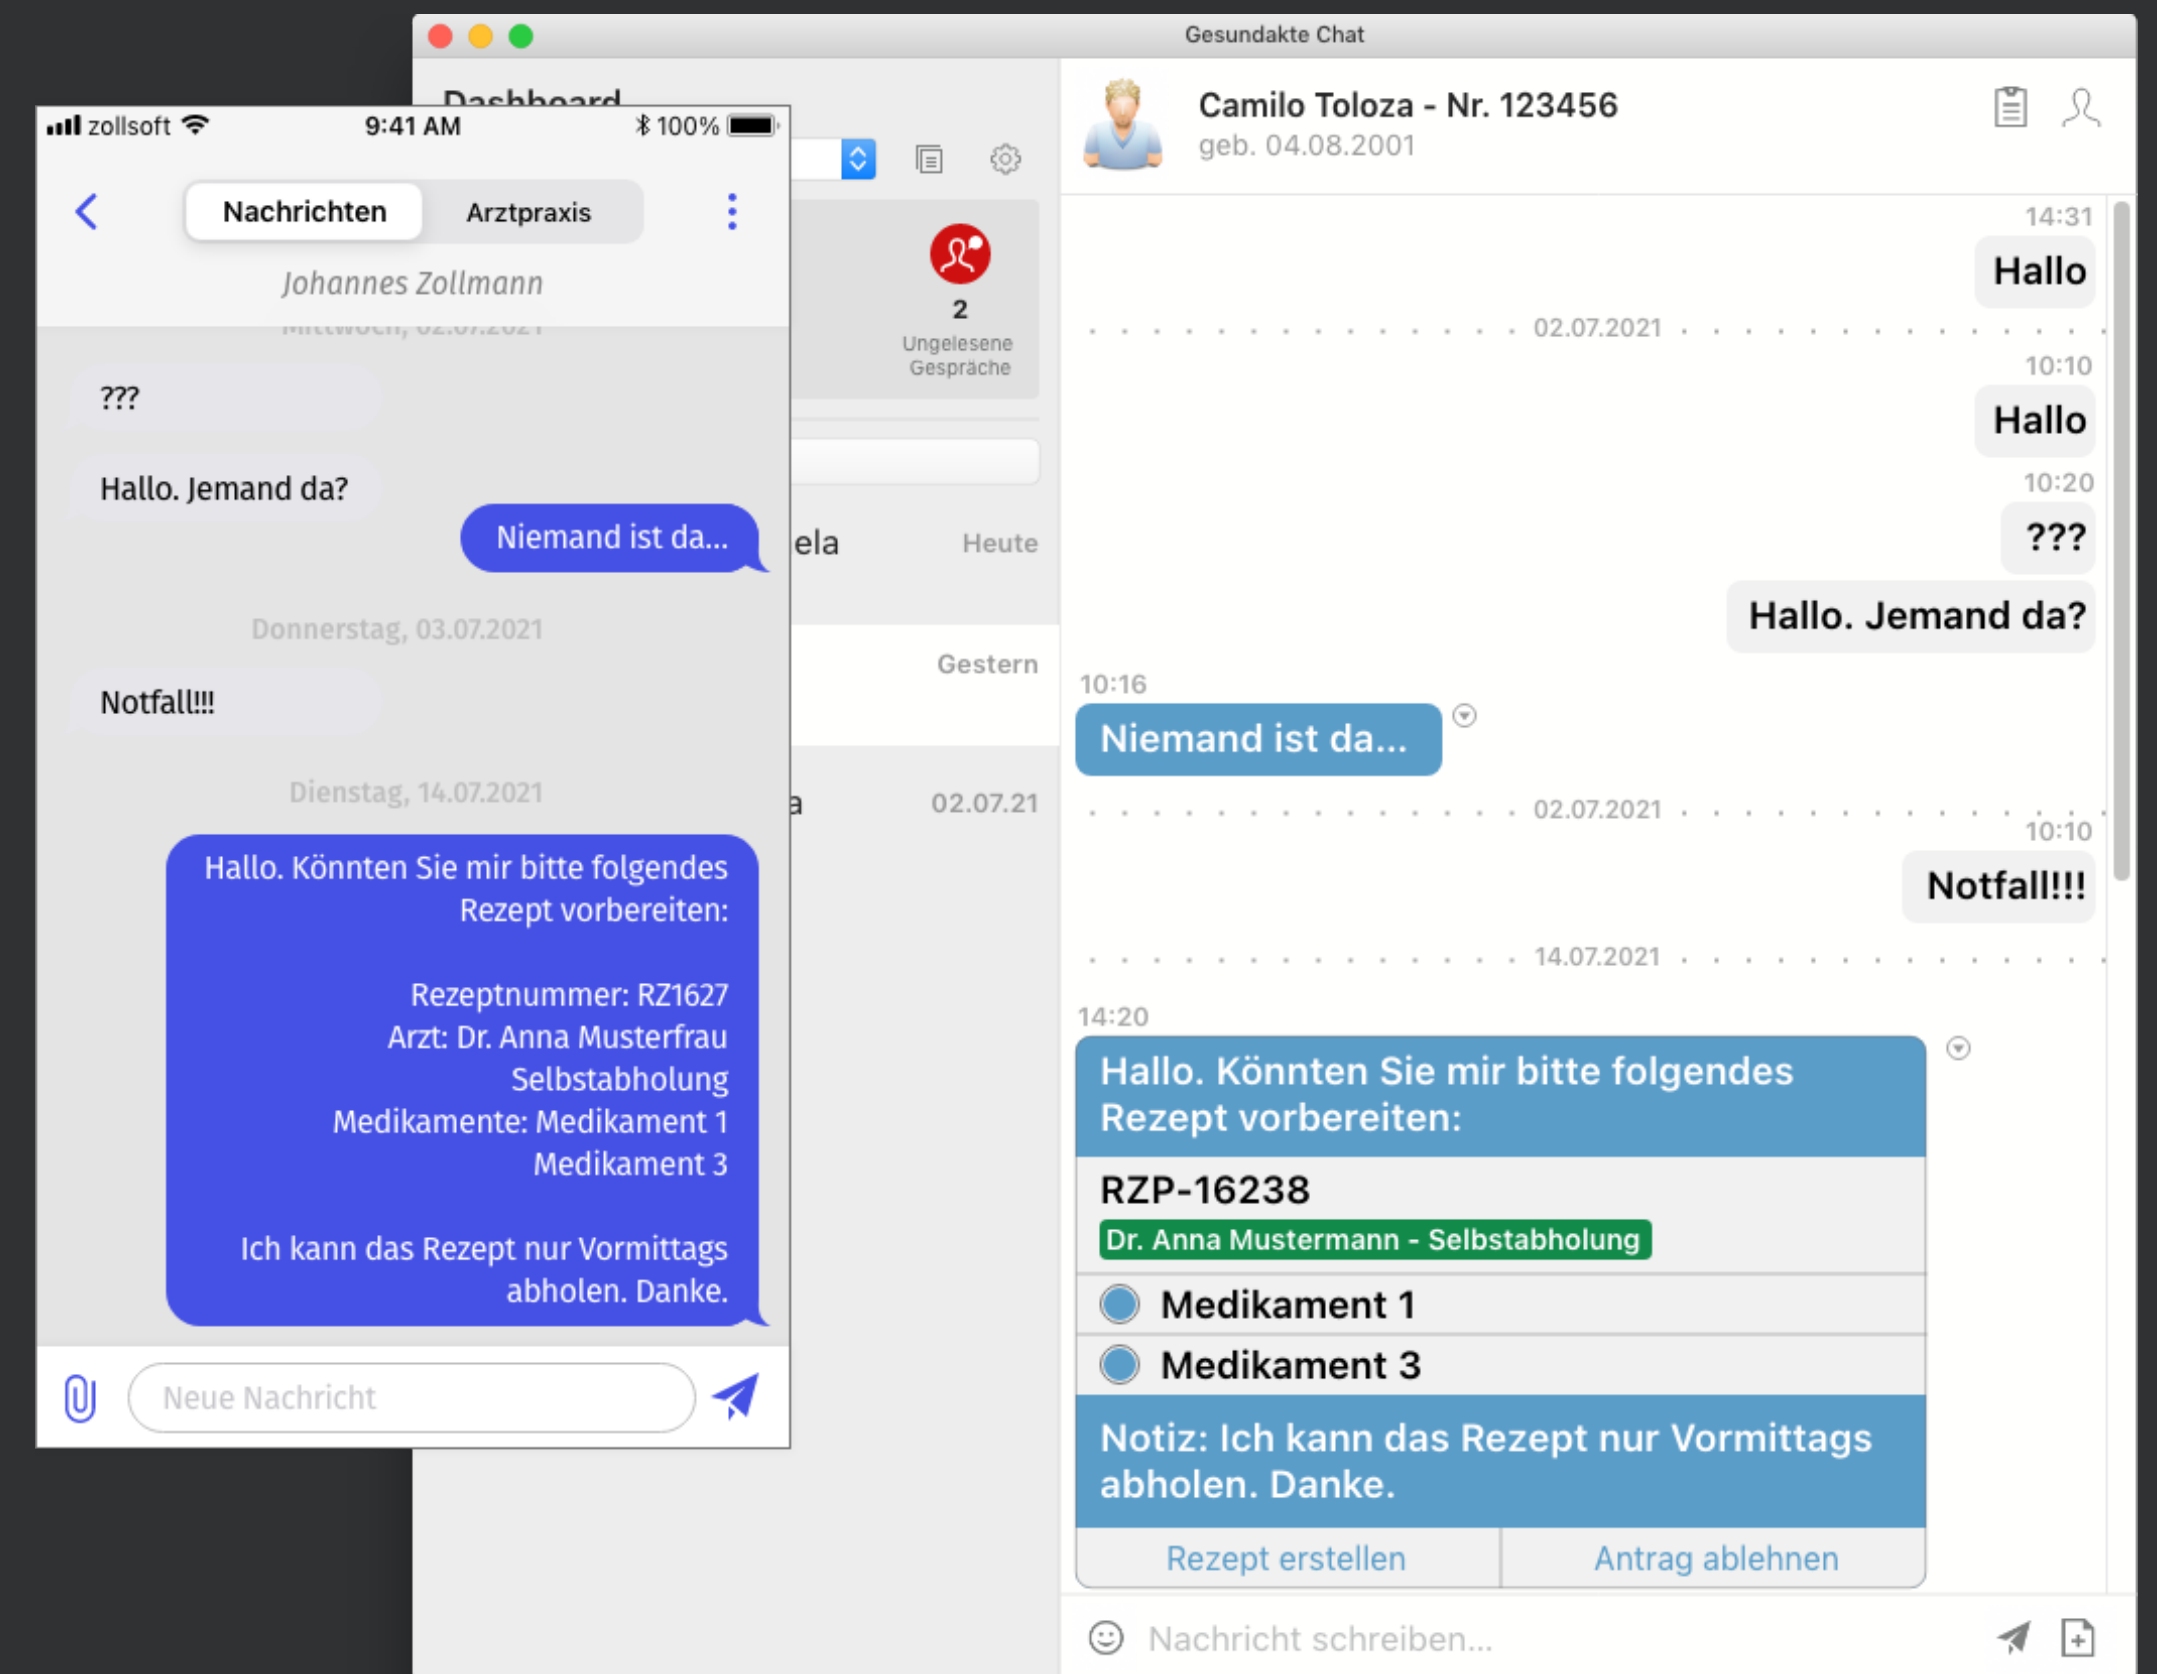 Gesundakte Chat
Dashboard
zollsoft
9:41 AM
100%
Nachrichten
Arztpraxis
Johannes Zollmann
Mittwoch, 02.07.2021
???
Hallo. Jemand da?
Niemand ist da...
Donnerstag, 03.07.2021
Notfall!!!
Dienstag, 14.07.2021
Hallo. Könnten Sie mir bitte folgendes
Rezept vorbereiten:
Rezeptnummer: RZ1627
Arzt: Dr. Anna Musterfrau
Selbstabholung
Medikamente: Medikament 1
Medikament 3
Ich kann das Rezept nur Vormittags
abholen. Danke.
Neue Nachricht
2
Ungelesene
Gespräche
ela
Heute
Gestern
a
02.07.21
Camilo Toloza - Nr. 123456
geb. 04.08.2001
14:31
Hallo
02.07.2021
10:10
Hallo
10:20
???
Hallo. Jemand da?
10:16
Niemand ist da...
02.07.2021
10:10
Notfall!!!
14.07.2021
14:20
Hallo. Könnten Sie mir bitte folgendes
Rezept vorbereiten:
RZP-16238
Dr. Anna Mustermann - Selbstabholung
Medikament 1
Medikament 3
Notiz: Ich kann das Rezept nur Vormittags
abholen. Danke.
Rezept erstellen
Antrag ablehnen
Nachricht schreiben...